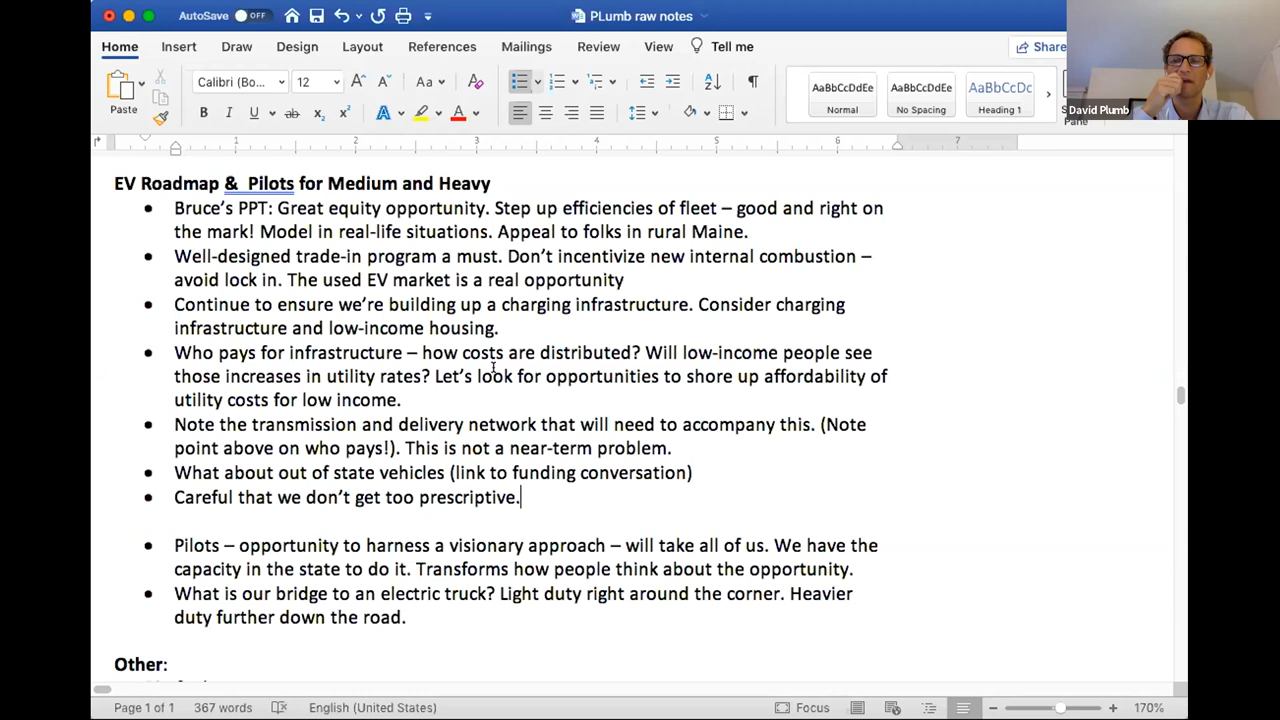 AutoSave OFF
PLumb raw notes
Home Insert Draw Design Layout References Mailings Review View Tell me Share
Paste
Calibri (Bo... 12
AaBbCcDdEe AaBbCcDdEe AaBbCcDc
Normal No Spacing Heading 1
Pane
David Plumb
1 2 3 4 5 6 7
EV Roadmap & Pilots for Medium and Heavy
• Bruce's PPT: Great equity opportunity. Step up efficiencies of fleet – good and right on
the mark! Model in real-life situations. Appeal to folks in rural Maine.
• Well-designed trade-in program a must. Don't incentivize new internal combustion –
avoid lock in. The used EV market is a real opportunity
• Continue to ensure we're building up a charging infrastructure. Consider charging
infrastructure and low-income housing.
• Who pays for infrastructure – how costs are distributed? Will low-income people see
those increases in utility rates? Let's look for opportunities to shore up affordability of
utility costs for low income.
• Note the transmission and delivery network that will need to accompany this. (Note
point above on who pays!). This is not a near-term problem.
• What about out of state vehicles (link to funding conversation)
• Careful that we don't get too prescriptive.
• Pilots – opportunity to harness a visionary approach – will take all of us. We have the
capacity in the state to do it. Transforms how people think about the opportunity.
• What is our bridge to an electric truck? Light duty right around the corner. Heavier
duty further down the road.
Other:
Page 1 of 1 367 words English (United States) Focus 170%